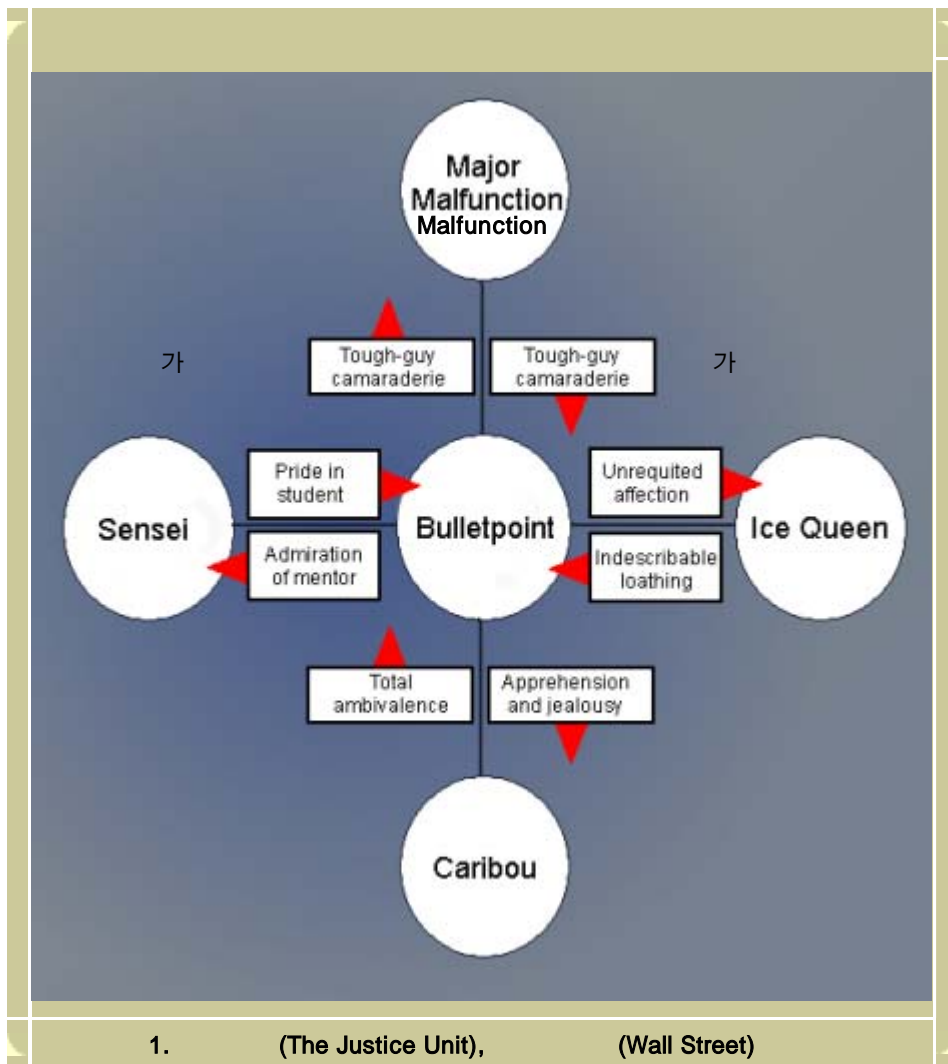 Major
Malfunction
Malfunction
가
Tough-guy
camaraderie
Tough-guy
camaraderie
가
Sensei
Pride in
student
Admiration
of mentor
Bulletpoint
Unrequited
affection
Indescribable
loathing
Ice Queen
Total
ambivalence
Apprehension
and jealousy
Caribou
1. (The Justice Unit), (Wall Street)